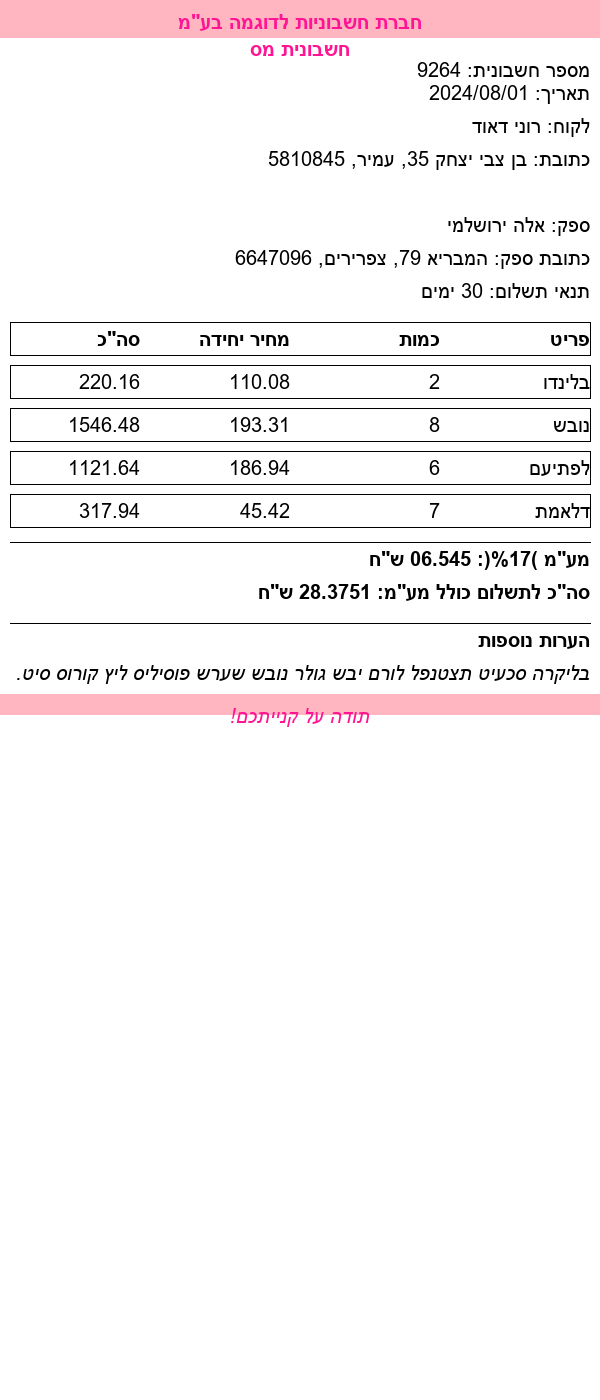 חברת חשבוניות לדוגמה בע"מ
חשבונית מס
מספר חשבונית: 9264
תאריך: 2024/08/01
לקוח: רוני דאוד
כתובת: בן צבי יצחק 35, עמיר, 5810845
ספק: אלה ירושלמי
כתובת ספק: המבריא 79, צפרירים, 6647096
תנאי תשלום: 30 ימים
פריט כמות מחיר יחידה סה"כ
בלינדו 2 110.08 220.16
נובש 8 193.31 1546.48
לפתיעם 6 186.94 1121.64
דלאמת 7 45.42 317.94
מע"מ )17%(: 06.545 ש"ח
סה"כ לתשלום כולל מע"מ: 28.3751 ש"ח
הערות נוספות
בליקרה סכעיט תצטנפל לורם יבש גולר נובש שערש פוסיליס ליץ קורוס סיט.
תודה על קנייתכם!